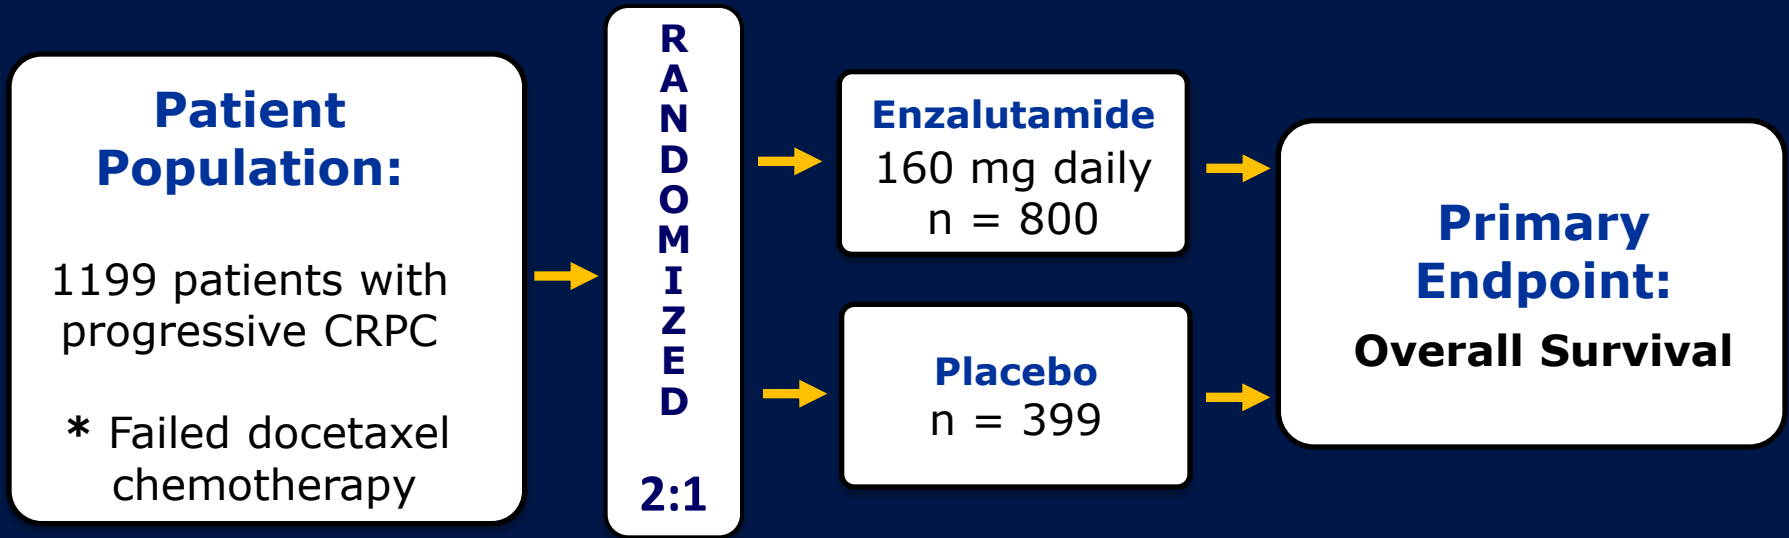 Patient
Population:
1199 patients with
progressive CRPC
* Failed docetaxel
chemotherapy
RANDOMIZED
2:1
Enzalutamide
160 mg daily
n = 800
Placebo
n = 399
Primary
Endpoint:
Overall Survival